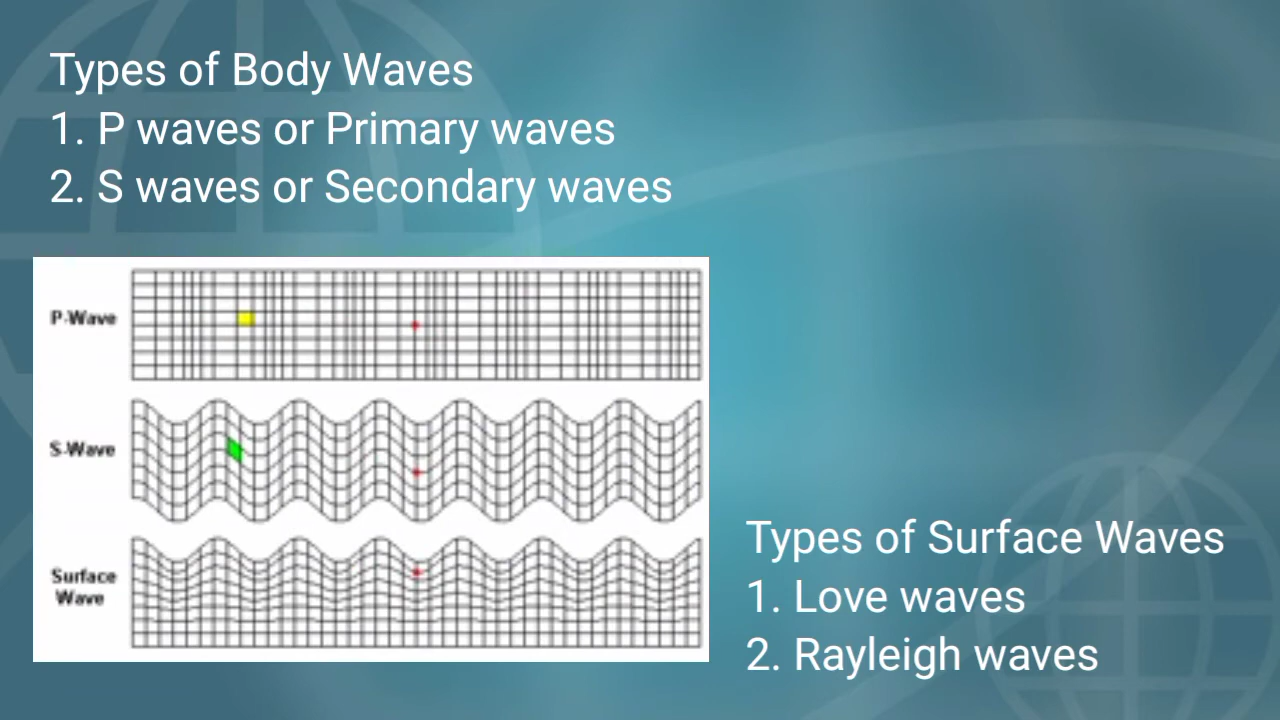 Types of Body Waves
1. P waves or Primary waves
2. S waves or Secondary waves
P-Wave
S-Wave
Surface
Wave
Types of Surface Waves
1. Love waves
2. Rayleigh waves